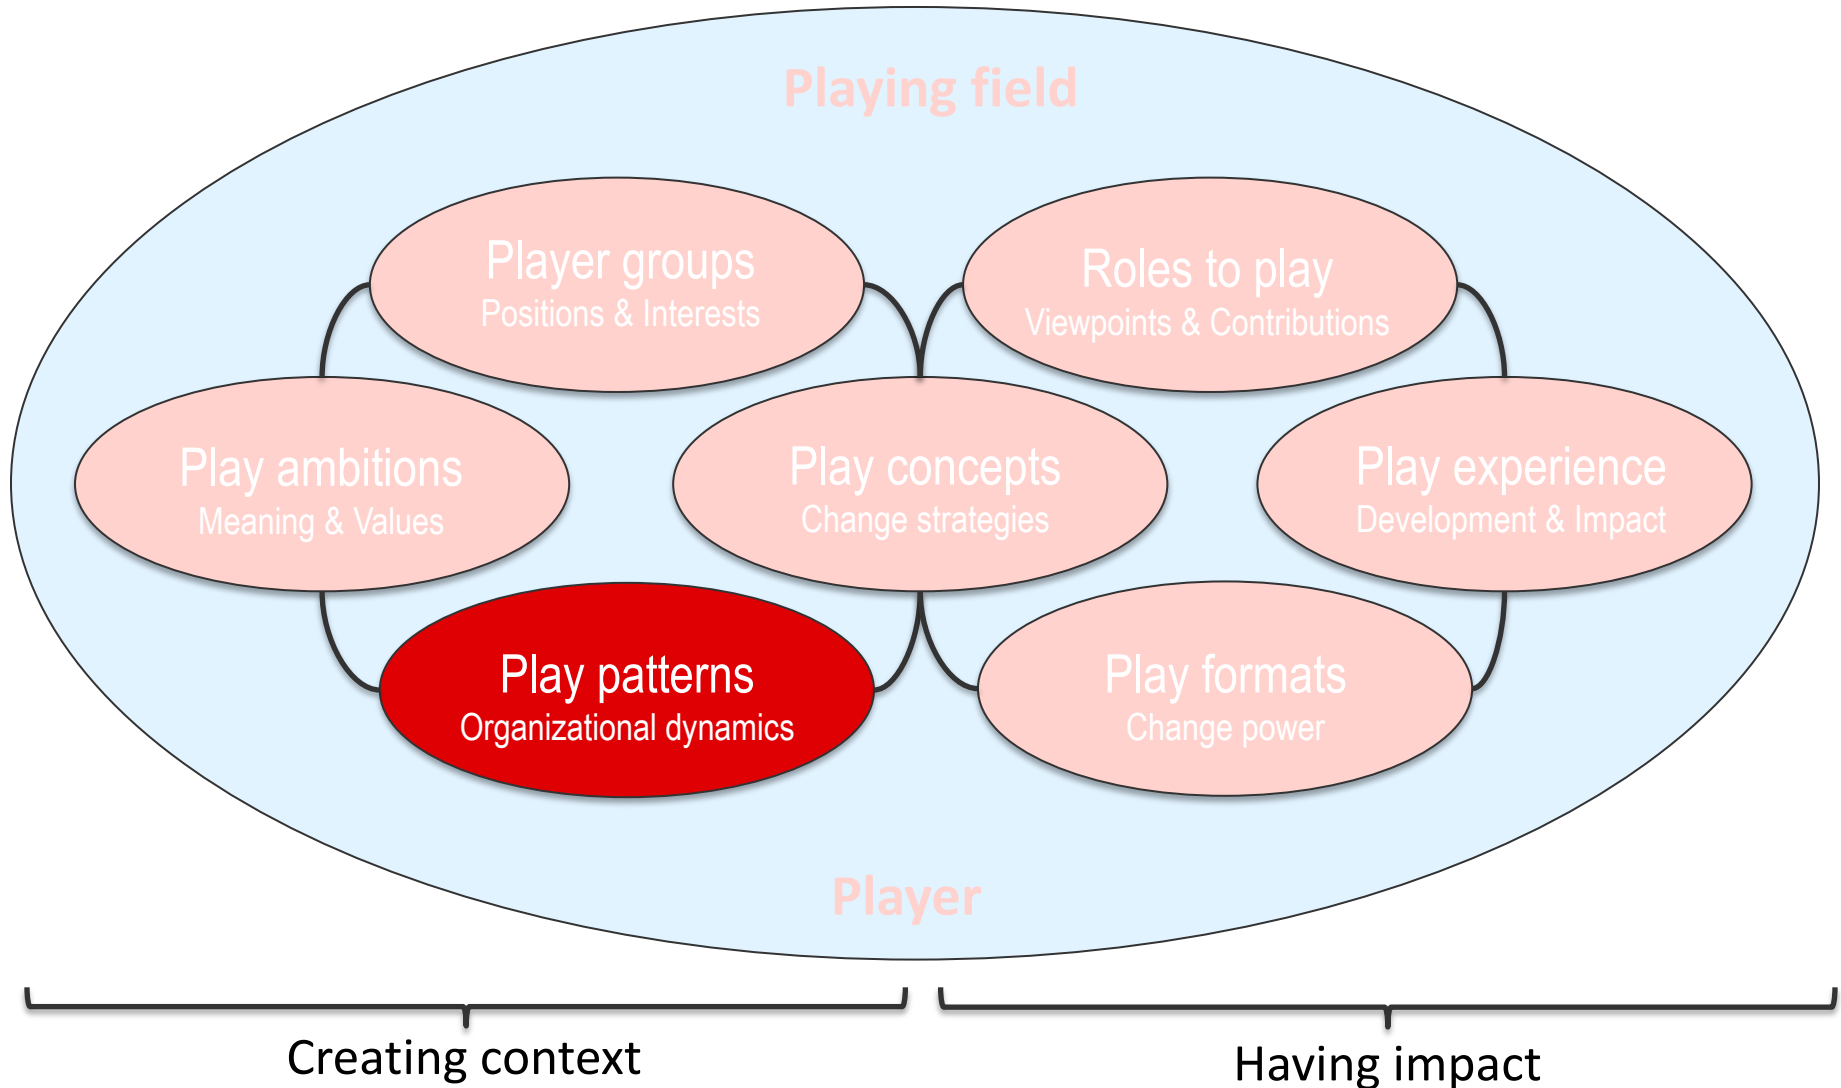 Playing field
Player groups
Positions & Interests
Roles to play
Viewpoints & Contributions
Play ambitions
Meaning & Values
Play concepts
Change strategies
Play experience
Development & Impact
Play patterns
Organizational dynamics
Play formats
Change power
Player
Creating context
Having impact